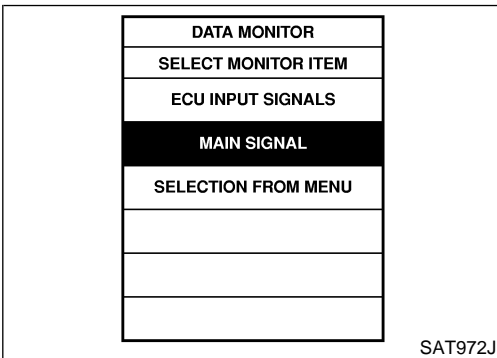 DATA MONITOR
SELECT MONITOR ITEM
ECU INPUT SIGNALS
MAIN SIGNAL
SELECTION FROM MENU
SAT972J